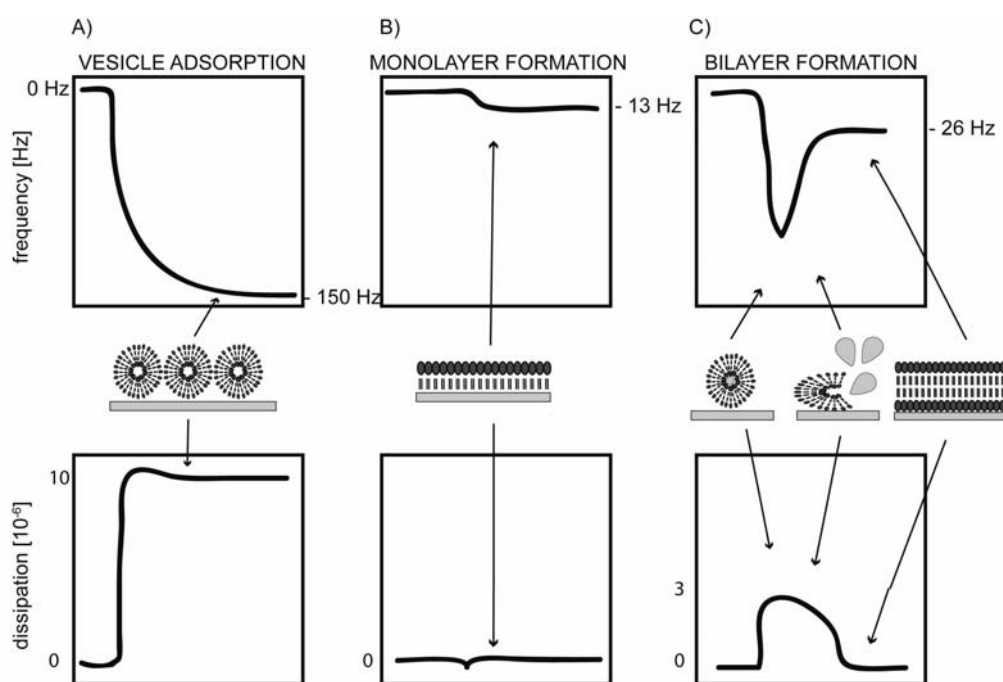 A)
VESICLE ADSORPTION
B)
MONOLAYER FORMATION
C)
BILAYER FORMATION
0 Hz
frequency [Hz]
- 150 Hz
- 13 Hz
- 26 Hz
10
0
dissipation [10⁻⁶]
0
3
0